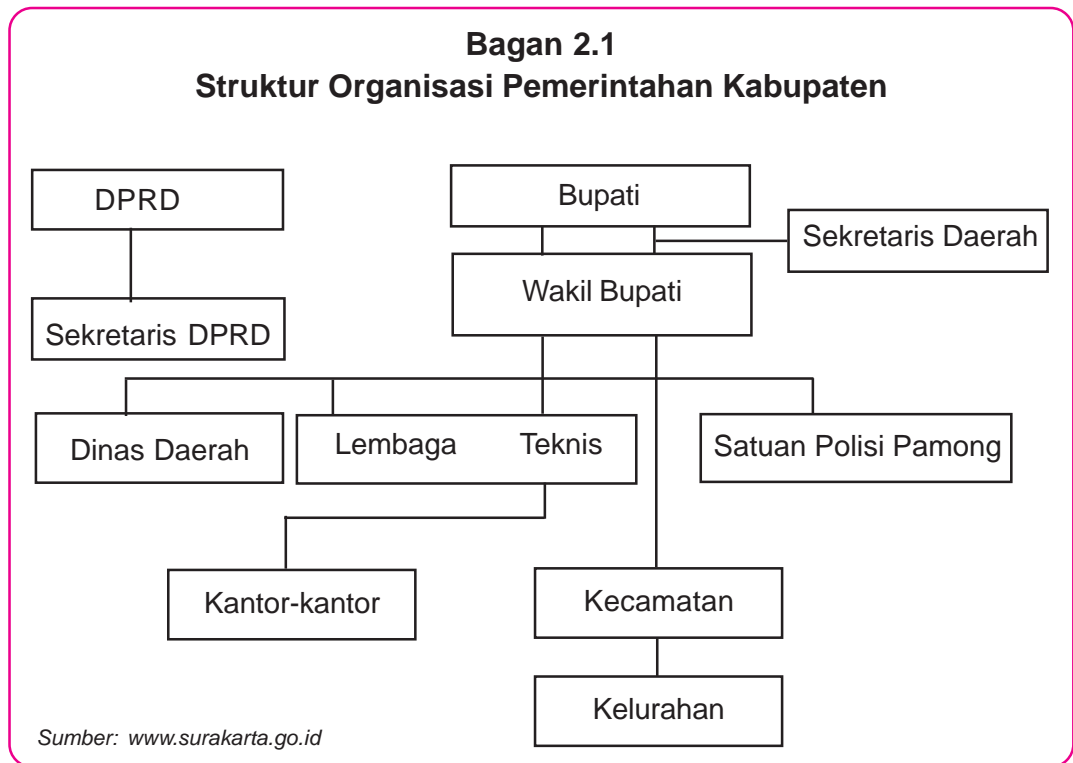 Bagan 2.1
Struktur Organisasi Pemerintahan Kabupaten
DPRD
Bupati
Sekretaris Daerah
Wakil Bupati
Sekretaris DPRD
Dinas Daerah
Lembaga Teknis
Satuan Polisi Pamong
Kantor-kantor
Kecamatan
Kelurahan
Sumber: www.surakarta.go.id